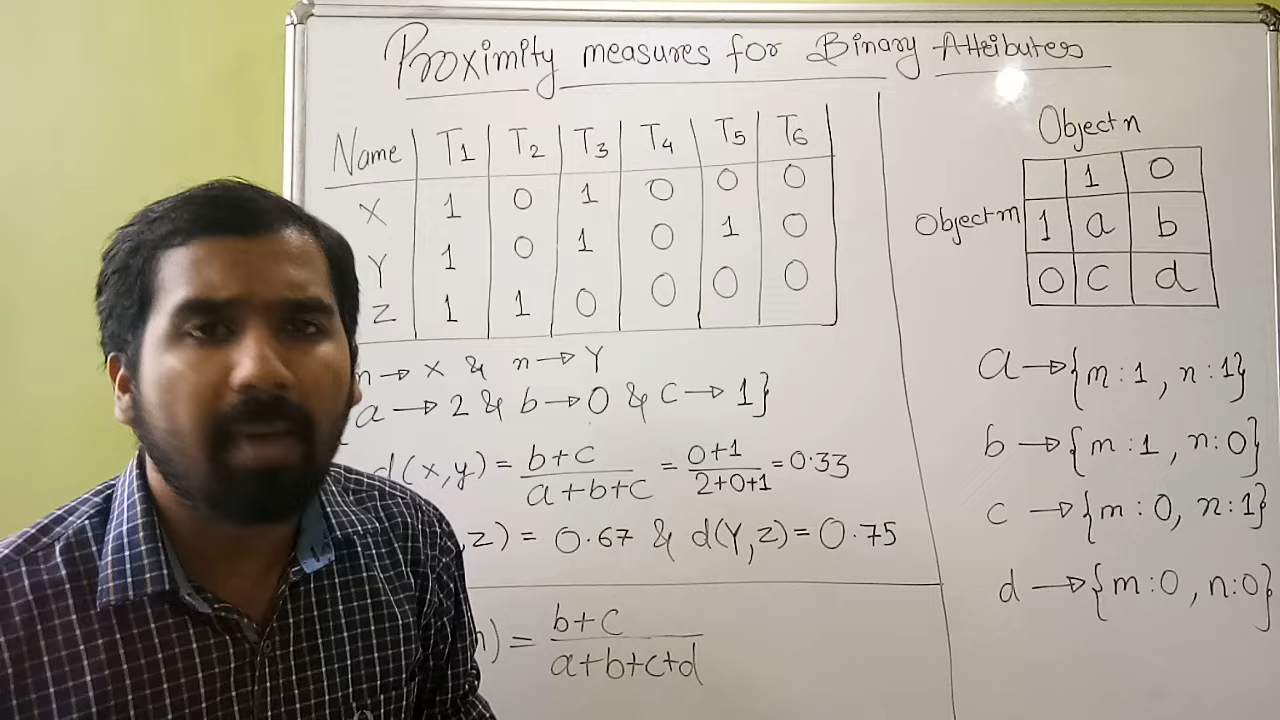 Proximity measures for Binary Attributes
Name T1 T2 T3 T4 T5 T6
X 1 0 1 0 0 0
Y 1 0 1 0 1 0
Z 1 1 0 0 0 0
→ X & n → Y
a → 2 & b → 0 & c → 1}
d(x,y) = b+c / a+b+c = 0+1 / 2+0+1 = 0.33
,z) = 0.67 & d(Y,z) = 0.75
) = b+c / a+b+c+d
Object n
1 0
Object m 1 a b
0 c d
a → {m:1, n:1}
b → {m:1, n:0}
c → {m:0, n:1}
d → {m:0, n:0}